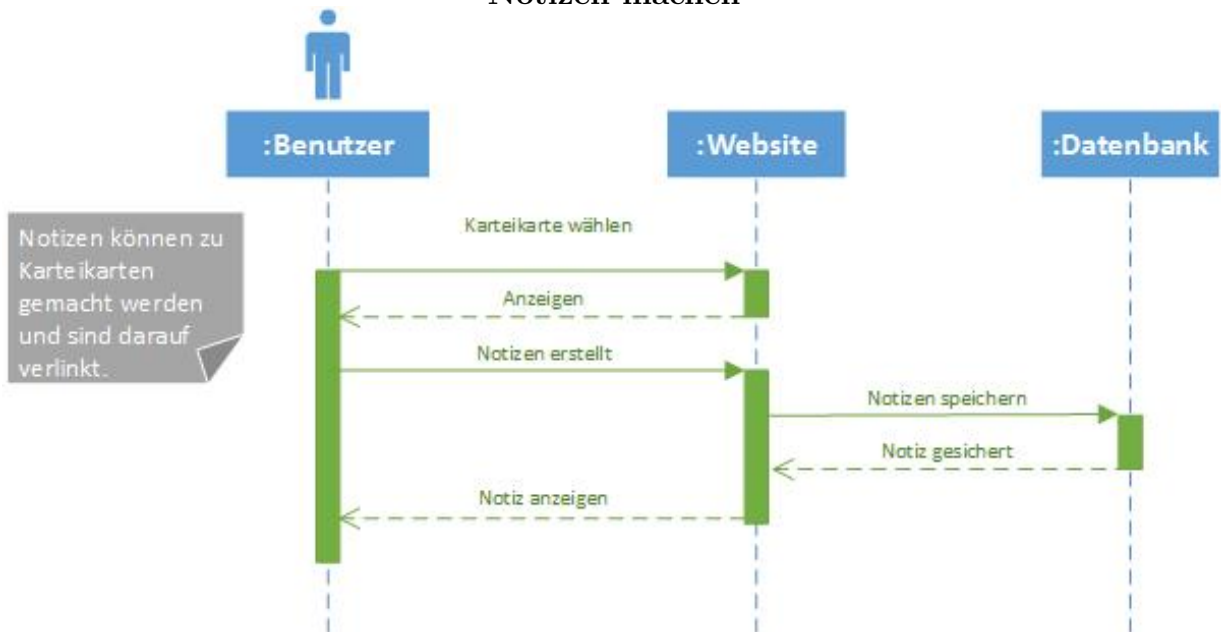 Notizen machen
:Benutzer
:Website
:Datenbank
Notizen können zu
Karteikarten
gemacht werden
und sind darauf
verlinkt.
Karteikarte wählen
Anzeigen
Notizen erstellt
Notizen speichern
Notiz gesichert
Notiz anzeigen